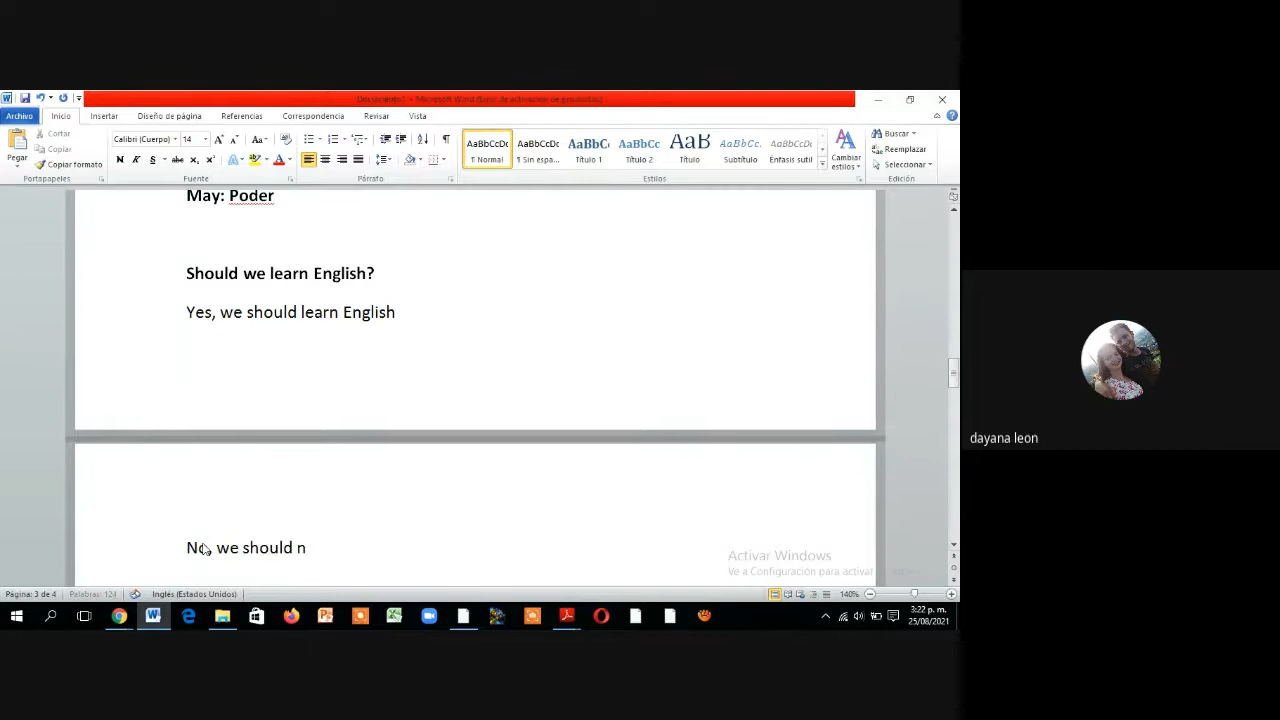 Archivo Inicio Insertar Diseño de página Referencias Correspondencia Revisar Vista
Cortar
Copiar
Copiar formato
Pegar
Portapapeles
Calibri (Cuerpo) 14
Fuente
Párrafo
AaBbCcDc AaBbCcDc AaBbC AaBbCc AaB AaBbCc. AaBbCcDc
¶ Normal ¶ Sin espa... Título 1 Título 2 Título Subtítulo Énfasis sutil
Estilos
Cambiar
estilos
Buscar
Reemplazar
Seleccionar
Edición
May: Poder
Should we learn English?
Yes, we should learn English
No, we should n
Activar Windows
Ve a Configuración para activar
dayana leon
Página: 3 de 4 Palabras: 124 Inglés (Estados Unidos) 140%
3:22 p. m.
25/08/2021